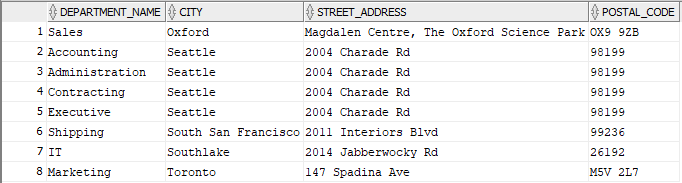 DEPARTMENT_NAME CITY STREET_ADDRESS POSTAL_CODE
1 Sales Oxford Magdalen Centre, The Oxford Science Park OX9 9ZB
2 Accounting Seattle 2004 Charade Rd 98199
3 Administration Seattle 2004 Charade Rd 98199
4 Contracting Seattle 2004 Charade Rd 98199
5 Executive Seattle 2004 Charade Rd 98199
6 Shipping South San Francisco 2011 Interiors Blvd 99236
7 IT Southlake 2014 Jabberwocky Rd 26192
8 Marketing Toronto 147 Spadina Ave M5V 2L7